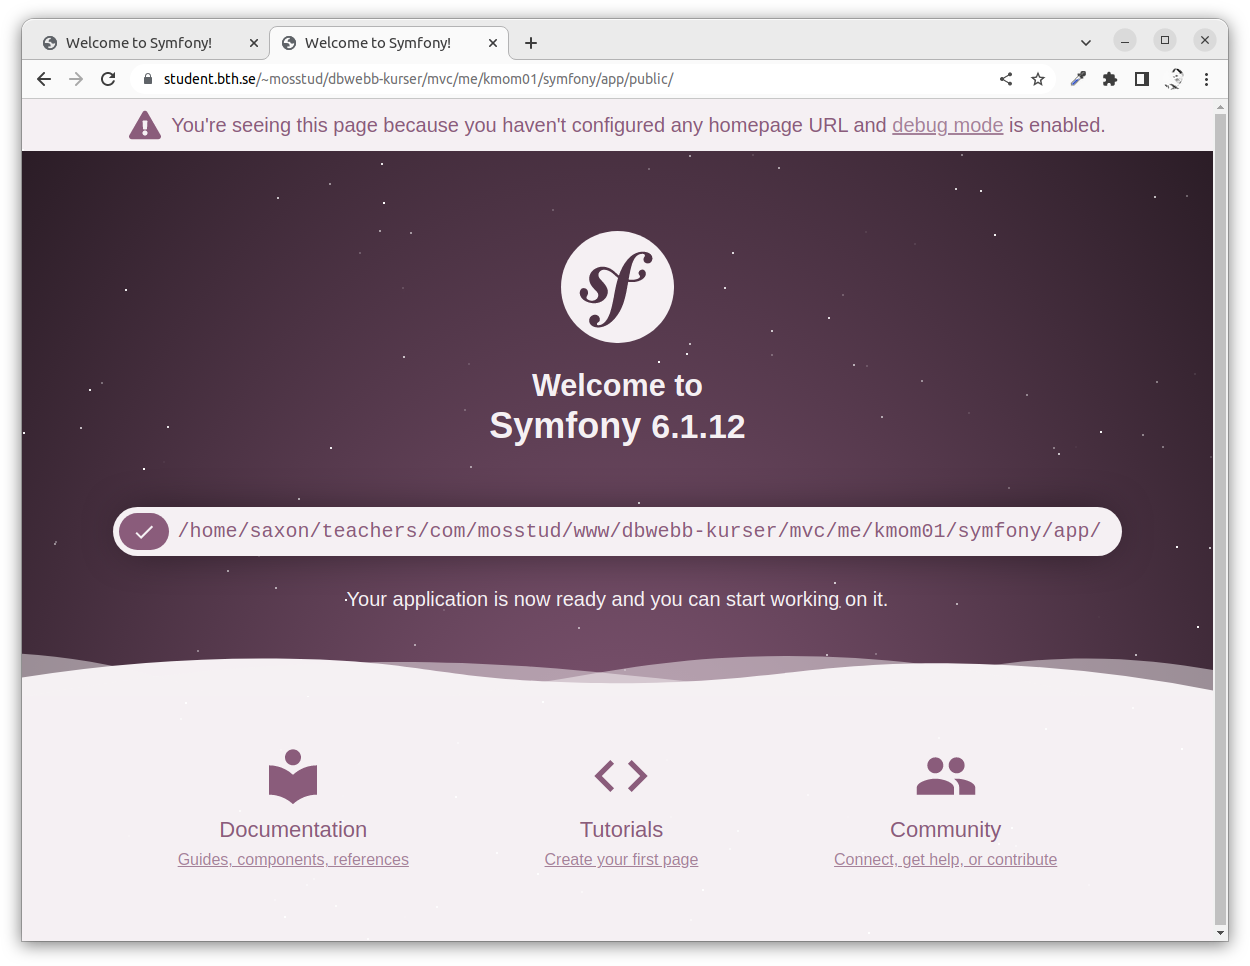 Welcome to Symfony!
Welcome to Symfony!
student.bth.se/~mosstud/dbwebb-kurser/mvc/me/kmom01/symfony/app/public/
You're seeing this page because you haven't configured any homepage URL and debug mode is enabled.
sf
Welcome to
Symfony 6.1.12
/home/saxon/teachers/com/mosstud/www/dbwebb-kurser/mvc/me/kmom01/symfony/app/
Your application is now ready and you can start working on it.
Documentation
Guides, components, references
Tutorials
Create your first page
Community
Connect, get help, or contribute